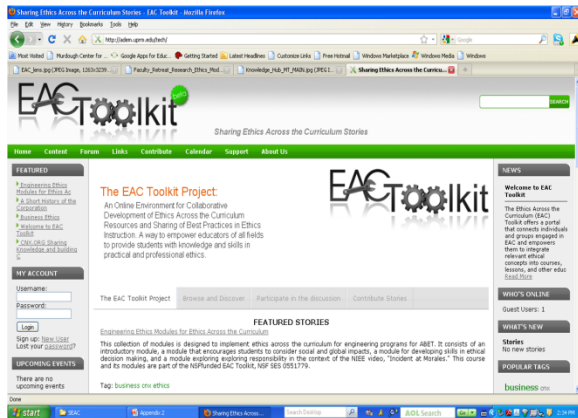 Sharing Ethics Across the Curriculum Stories - EAC Toolkit - Mozilla Firefox
File Edit View History Bookmarks Tools Help
http://adem.uprm.edu/tech/
Google
Most Visited Murdough Center for ... Google Apps for Educ... Getting Started Latest Headlines Customize Links Free Hotmail Windows Marketplace Windows Media Windows
EAC_lens.jpg (JPEG Image, 1263x3239... Faculty_Retreat_Research_Ethics_Mod... Knowledge_Hub_MT_MAIN.jpg (JPEG I... Sharing Ethics Across the Curricu...
EACToolkit
beta
SEARCH
Sharing Ethics Across the Curriculum Stories
Home Content Forum Links Contribute Calendar Support About Us
FEATURED
Engineering Ethics
Modules for Ethics Ac
A Short History of the
Corporation
Business Ethics
Welcome to EAC
Toolkit
CNX.ORG Sharing
Knowledge and building
C
MY ACCOUNT
Username:
Password:
Login
Sign up: New User
Lost your password?
UPCOMING EVENTS
There are no
upcoming events
The EAC Toolkit Project:
An Online Environment for Collaborative
Development of Ethics Across the Curriculum
Resources and Sharing of Best Practices in Ethics
Instruction. A way to empower educators of all fields
to provide students with knowledge and skills in
practical and professional ethics.
EACToolkit
The EAC Toolkit Project Browse and Discover Participate in the discussion Contribute Stories
FEATURED STORIES
Engineering Ethics Modules for Ethics Across the Curriculum
This collection of modules is designed to implement ethics across the curriculum for engineering programs for ABET. It consists of an
introductory module, a module that encourages students to consider social and global impacts, a module for developing skills in ethical
decision making, and a module exploring exploring responsibility in the context of the NIEE video, "Incident at Morales." This course
and its modules are part of the NSFfunded EAC Toolkit, NSF SES 0551779.
Tag: business cnx ethics
NEWS
Welcome to EAC
Toolkit
The Ethics Across the
Curriculum (EAC)
Toolkit offers a portal
that connects individuals
and groups engaged in
EAC and empowers
them to integrate
relevant ethical
concepts into courses,
lessons, and other educ
Read More
WHO'S ONLINE
Guest Users: 1
WHAT'S NEW
Stories
No new stories
POPULAR TAGS
business cnx
Done
start SEAC Appendix 2 Sharing Ethics Across... Search Desktop AOL Search